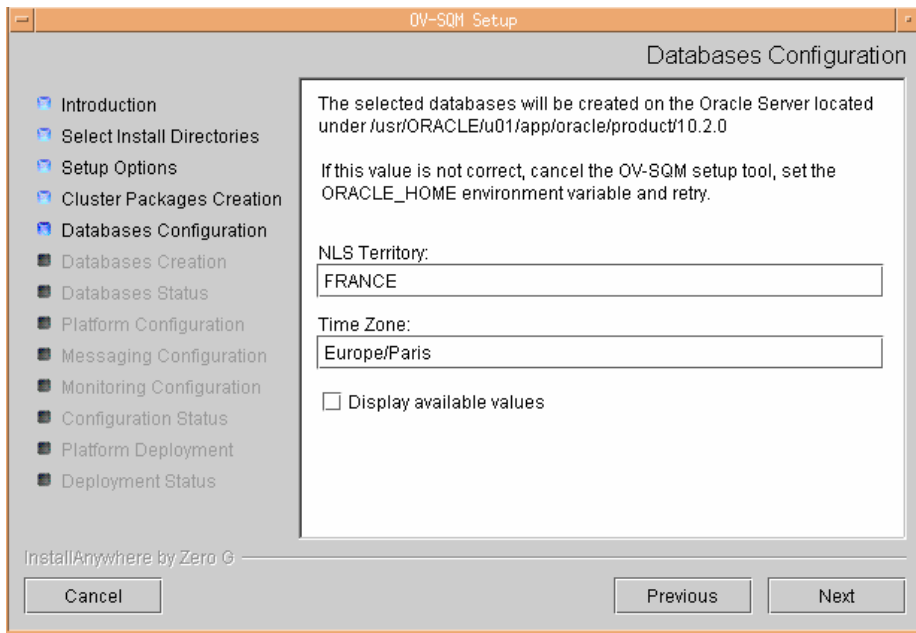 OV-SQM Setup
Databases Configuration
Introduction
Select Install Directories
Setup Options
Cluster Packages Creation
Databases Configuration
Databases Creation
Databases Status
Platform Configuration
Messaging Configuration
Monitoring Configuration
Configuration Status
Platform Deployment
Deployment Status
The selected databases will be created on the Oracle Server located
under /usr/ORACLE/u01/app/oracle/product/10.2.0
If this value is not correct, cancel the OV-SQM setup tool, set the
ORACLE_HOME environment variable and retry.
NLS Territory:
FRANCE
Time Zone:
Europe/Paris
Display available values
InstallAnywhere by Zero G
Cancel
Previous
Next